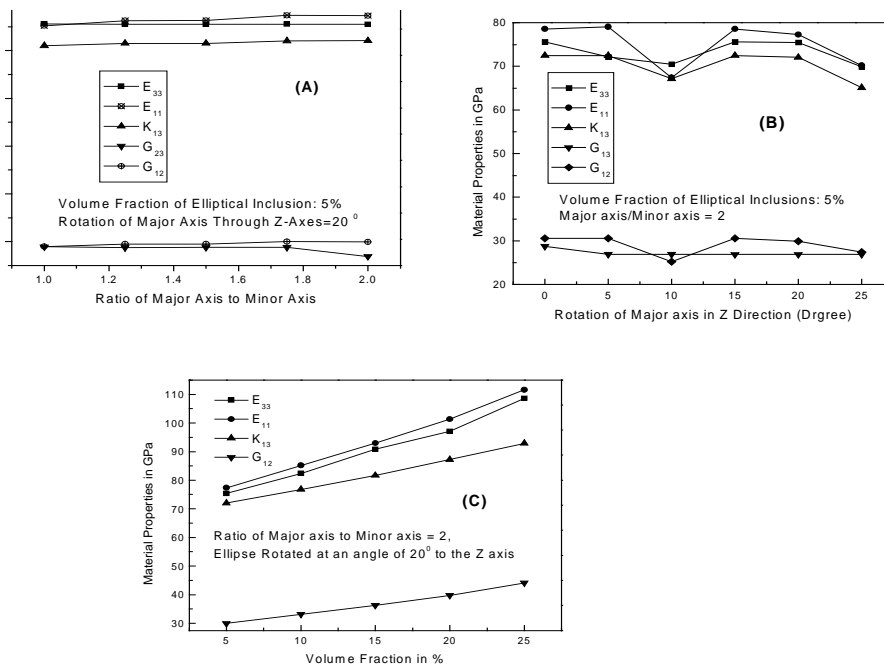 E33
E11
K13
G23
G12
(A)
Volume Fraction of Elliptical Inclusion: 5%
Rotation of Major Axis Through Z-Axes=20 0
1.0 1.2 1.4 1.6 1.8 2.0
Ratio of Major Axis to Minor Axis
80
70
60
50
40
30
20
Material Properties in GPa
E33
E11
K13
G13
G12
(B)
Volume Fraction of Elliptical Inclusions: 5%
Major axis/Minor axis = 2
0 5 10 15 20 25
Rotation of Major axis in Z Direction (Drgree)
110
100
90
80
70
60
50
40
30
Material Properties in GPa
E33
E11
K13
G12
(C)
Ratio of Major axis to Minor axis = 2,
Ellipse Rotated at an angle of 20⁰ to the Z axis
5 10 15 20 25
Volume Fraction in %